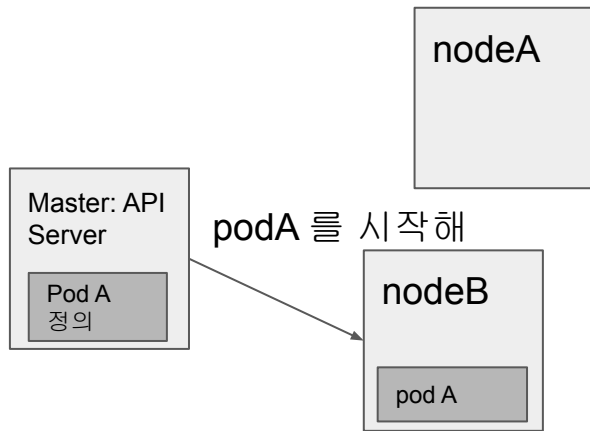 nodeA
Master: API
Server
Pod A
정의
podA 를 시작해
nodeB
pod A